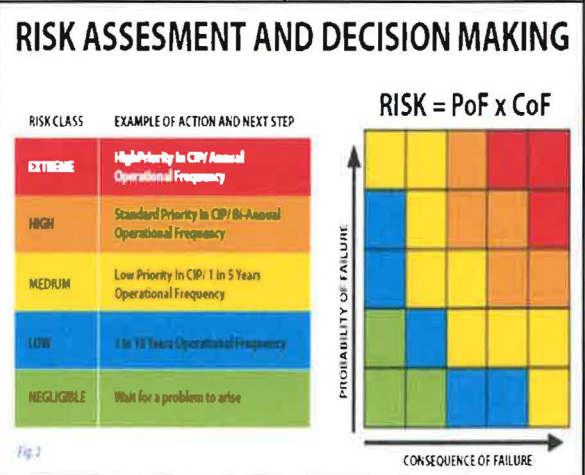 RISK ASSESMENT AND DECISION MAKING
RISK CLASS EXAMPLE OF ACTION AND NEXT STEP
EXTREME High Priority In CIP/ Annual
Operational Frequency
HIGH Standard Priority In CIP/ Bi-Annual
Operational Frequency
MEDIUM Low Priority In CIP/ 1 in 5 Years
Operational Frequency
LOW 1 in 10 Years Operational Frequency
NEGLIGIBLE Wait for a problem to arise
Fig. 2
RISK = PoF x CoF
PROBABILITY OF FAILURE
CONSEQUENCE OF FAILURE